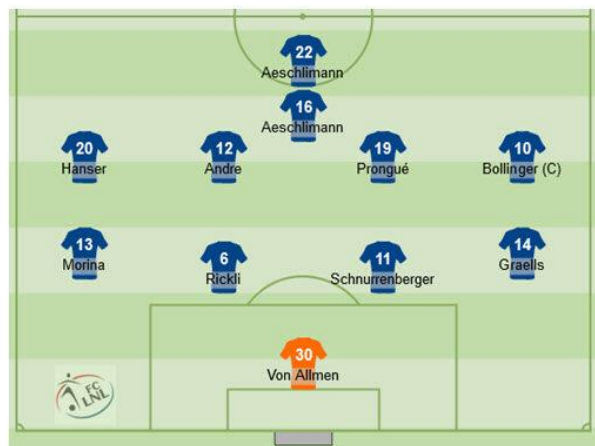 22
Aeschlimann
16
Aeschlimann
20
Hanser
12
Andre
19
Prongué
10
Bollinger (C)
13
Morina
6
Rickli
11
Schnurrenberger
14
Graells
30
Von Allmen
FC
LNL